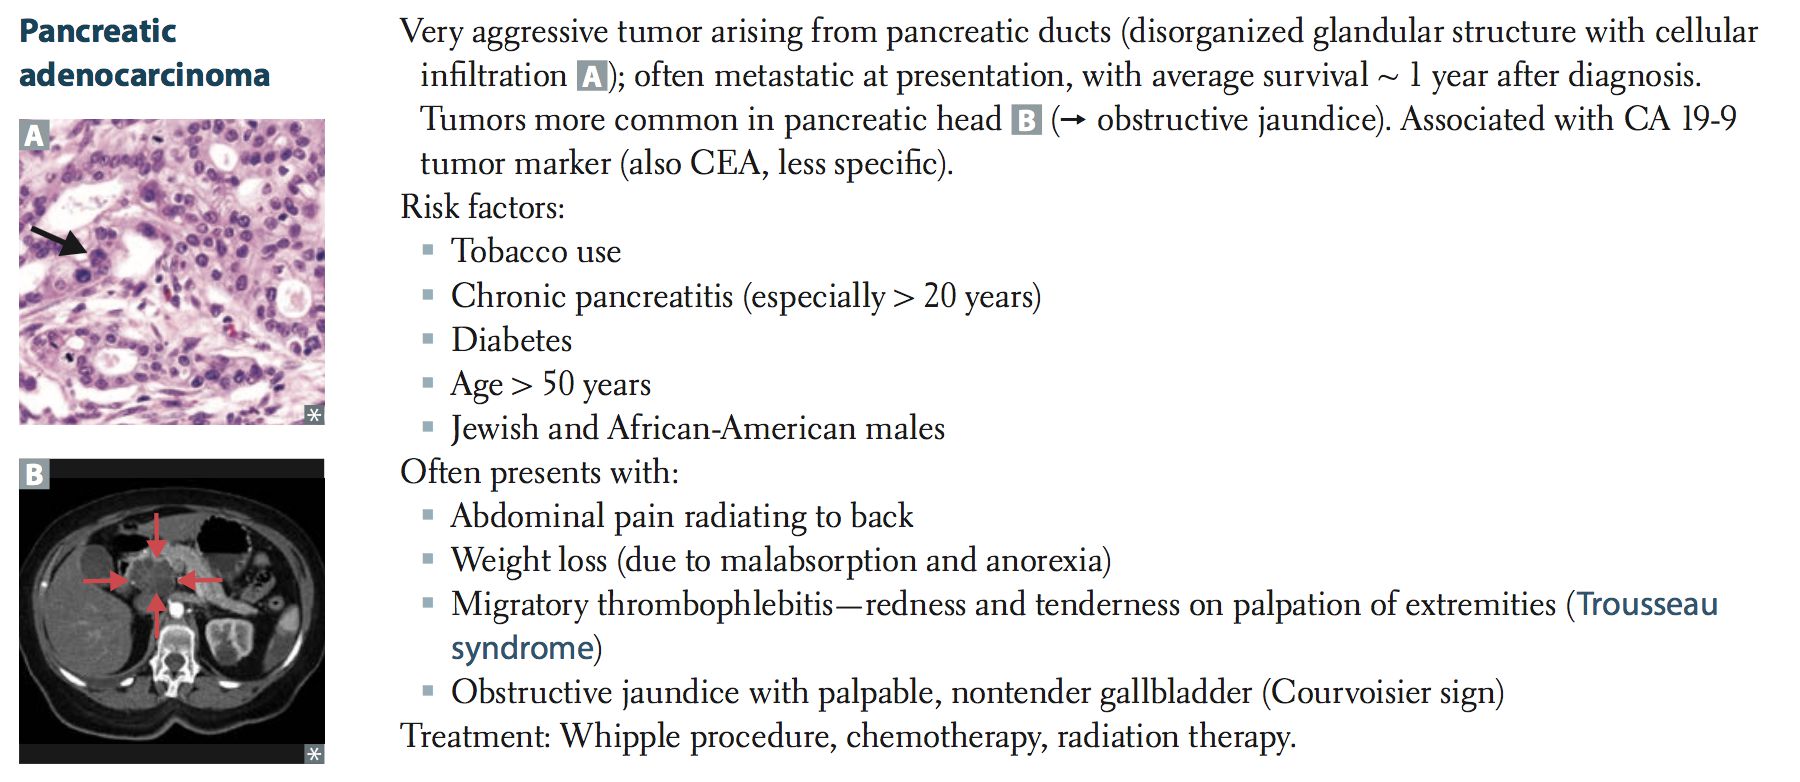 Pancreatic
adenocarcinoma
A
*
B
*
Very aggressive tumor arising from pancreatic ducts (disorganized glandular structure with cellular
infiltration A); often metastatic at presentation, with average survival ~ 1 year after diagnosis.
Tumors more common in pancreatic head B (→ obstructive jaundice). Associated with CA 19-9
tumor marker (also CEA, less specific).
Risk factors:
▪ Tobacco use
▪ Chronic pancreatitis (especially > 20 years)
▪ Diabetes
▪ Age > 50 years
▪ Jewish and African-American males
Often presents with:
▪ Abdominal pain radiating to back
▪ Weight loss (due to malabsorption and anorexia)
▪ Migratory thrombophlebitis—redness and tenderness on palpation of extremities (Trousseau
syndrome)
▪ Obstructive jaundice with palpable, nontender gallbladder (Courvoisier sign)
Treatment: Whipple procedure, chemotherapy, radiation therapy.